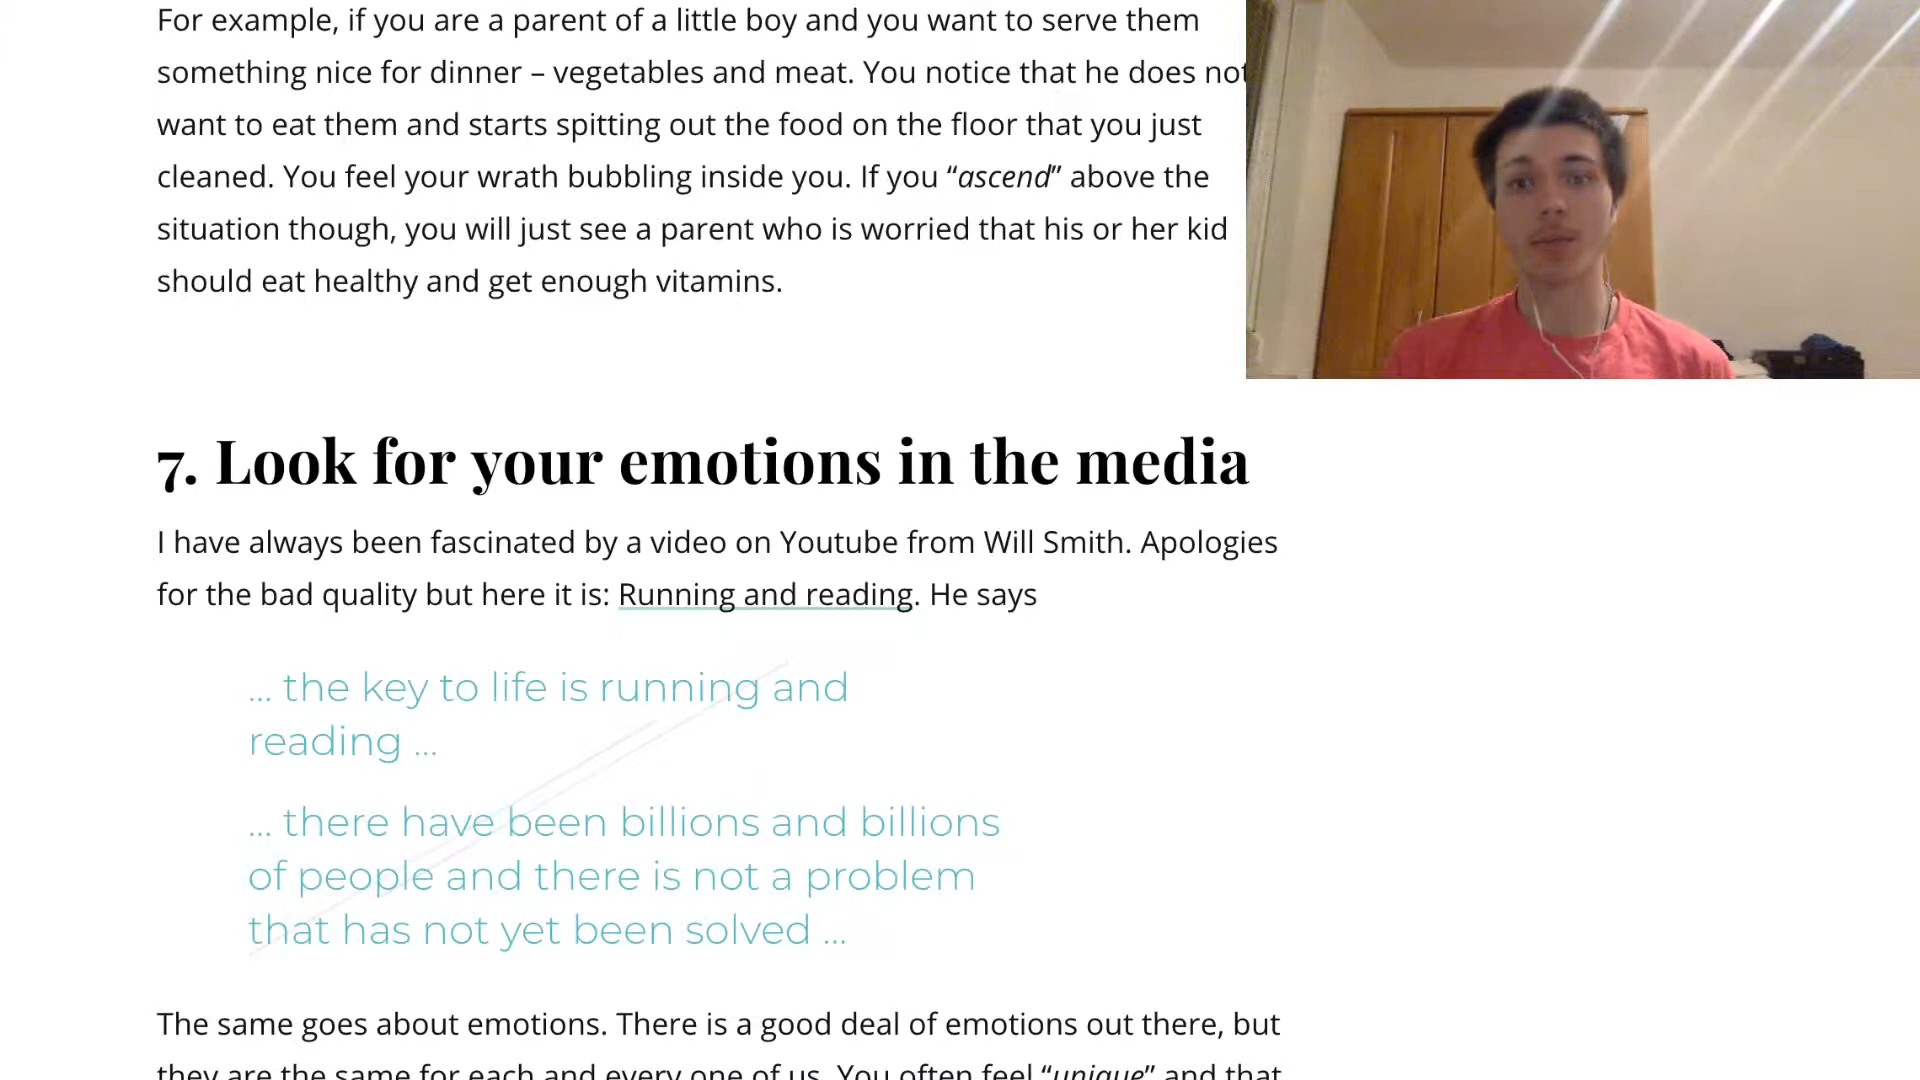 For example, if you are a parent of a little boy and you want to serve them
something nice for dinner – vegetables and meat. You notice that he does not
want to eat them and starts spitting out the food on the floor that you just
cleaned. You feel your wrath bubbling inside you. If you “ascend” above the
situation though, you will just see a parent who is worried that his or her kid
should eat healthy and get enough vitamins.
7. Look for your emotions in the media
I have always been fascinated by a video on Youtube from Will Smith. Apologies
for the bad quality but here it is: Running and reading. He says
... the key to life is running and
reading ...
... there have been billions and billions
of people and there is not a problem
that has not yet been solved ...
The same goes about emotions. There is a good deal of emotions out there, but
they are the same for each and every one of us. You often feel “unique” and that